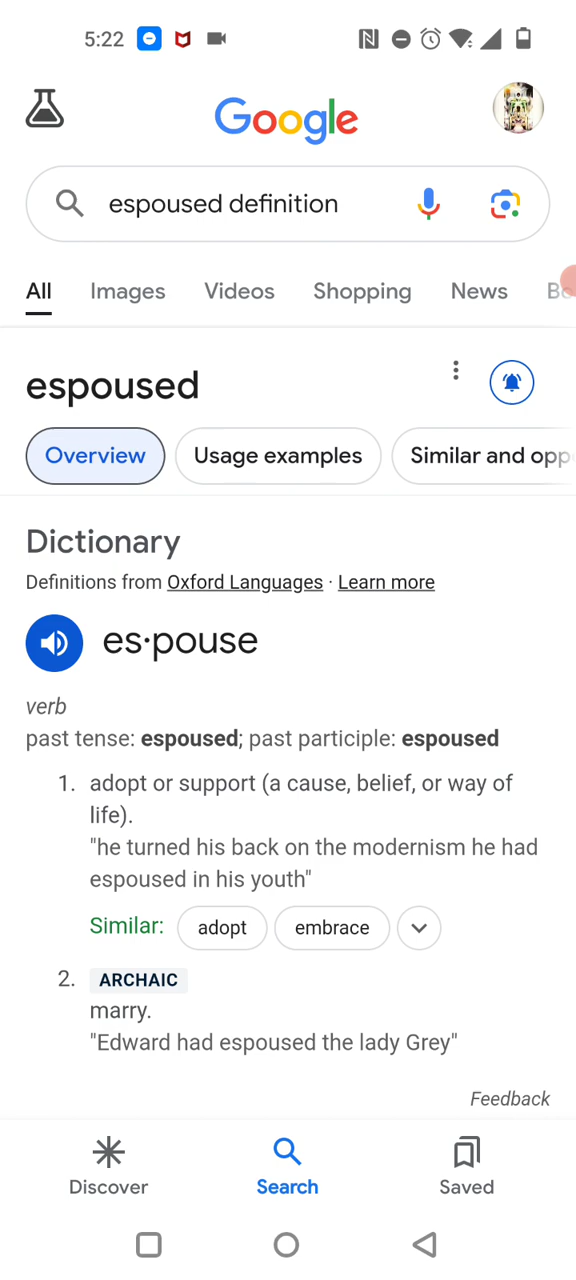 5:22
Google
espoused definition
All Images Videos Shopping News
espoused
Overview Usage examples Similar and opp
Dictionary
Definitions from Oxford Languages · Learn more
es·pouse
verb
past tense: espoused; past participle: espoused
1. adopt or support (a cause, belief, or way of
life).
"he turned his back on the modernism he had
espoused in his youth"
Similar: adopt embrace
2. ARCHAIC
marry.
"Edward had espoused the lady Grey"
Feedback
Discover Search Saved